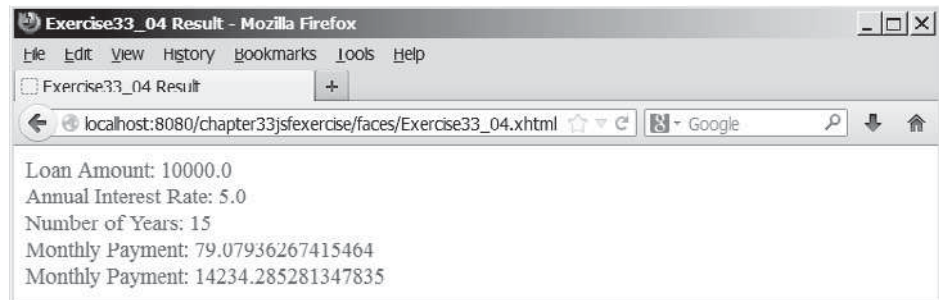 Exercise33_04 Result - Mozilla Firefox
File Edit View History Bookmarks Tools Help
Exercise33_04 Result +
localhost:8080/chapter33jsfexercise/faces/Exercise33_04.xhtml Google
Loan Amount: 10000.0
Annual Interest Rate: 5.0
Number of Years: 15
Monthly Payment: 79.07936267415464
Monthly Payment: 14234.285281347835